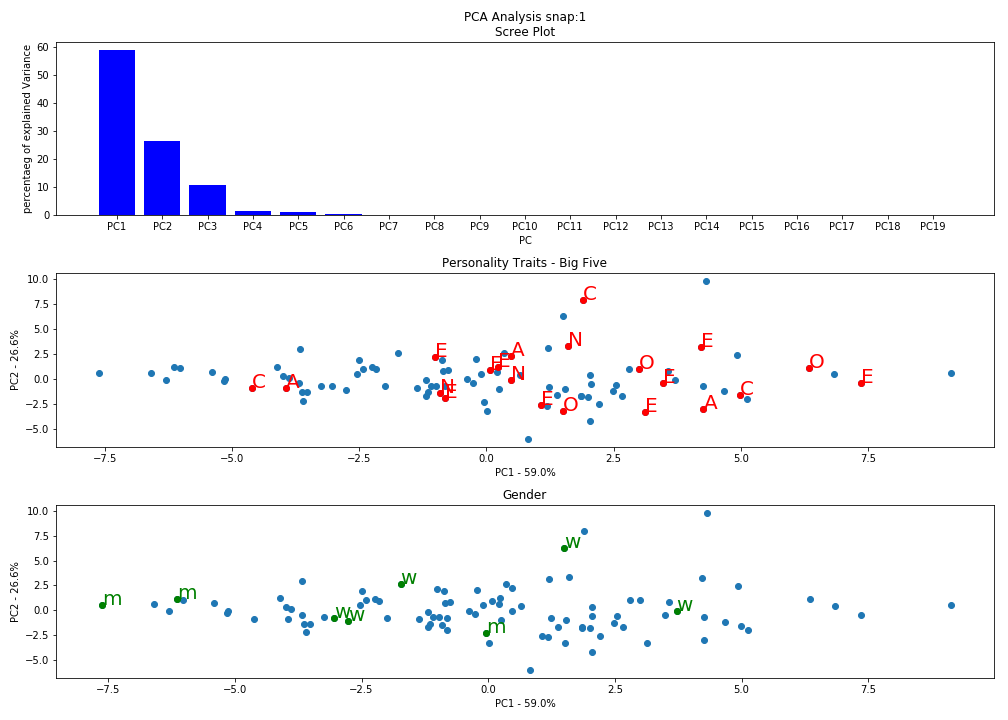 PCA Analysis snap:1
Scree Plot
percentaeg of explained Variance
60
50
40
30
20
10
0
PC1 PC2 PC3 PC4 PC5 PC6 PC7 PC8 PC9 PC10 PC11 PC12 PC13 PC14 PC15 PC16 PC17 PC18 PC19
PC
Personality Traits - Big Five
PC2 - 26.6%
10.0
7.5
5.0
2.5
0.0
−2.5
−5.0
C
N
E
A
E
E
E
O
O
N
E
E
C
A
N
E
C
E
O
E
A
−7.5 −5.0 −2.5 0.0 2.5 5.0 7.5
PC1 - 59.0%
Gender
PC2 - 26.6%
10.0
7.5
5.0
2.5
0.0
−2.5
−5.0
w
w
m
m
w
w
w
m
−7.5 −5.0 −2.5 0.0 2.5 5.0 7.5
PC1 - 59.0%